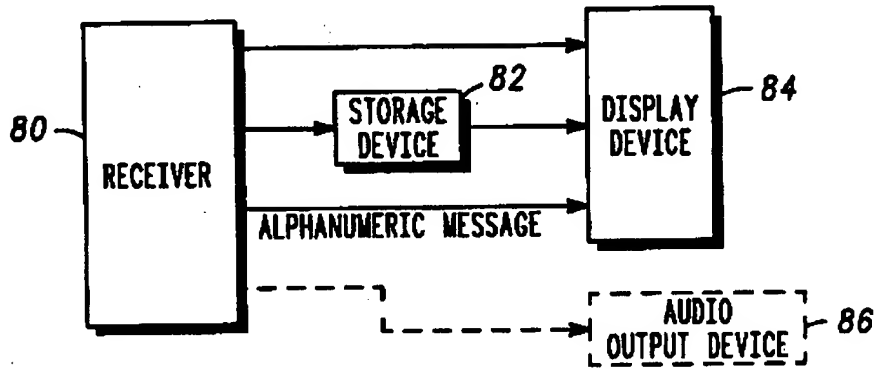 82
STORAGE
DEVICE
84
DISPLAY
DEVICE
80
RECEIVER
ALPHANUMERIC MESSAGE
AUDIO
OUTPUT DEVICE
86